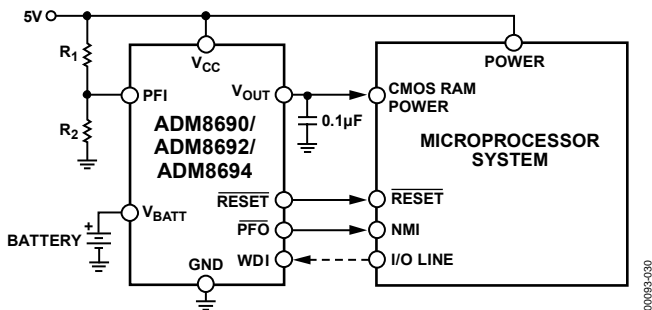 5V
R1
R2
VCC
PFI
VOUT
0.1µF
ADM8690/
ADM8692/
ADM8694
RESET
PFO
WDI
VBATT
BATTERY
+
GND
POWER
CMOS RAM
POWER
MICROPROCESSOR
SYSTEM
RESET
NMI
I/O LINE
00093-030